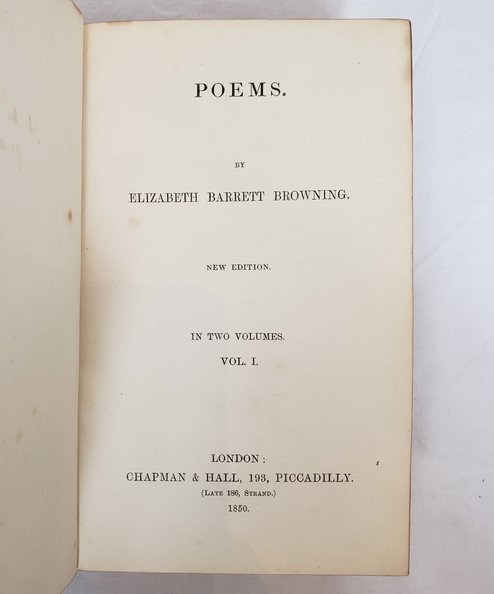 POEMS.
BY
ELIZABETH BARRETT BROWNING.
NEW EDITION.
IN TWO VOLUMES.
VOL. I.
LONDON:
CHAPMAN & HALL, 193, PICCADILLY.
(Late 186, Strand.)
1850.